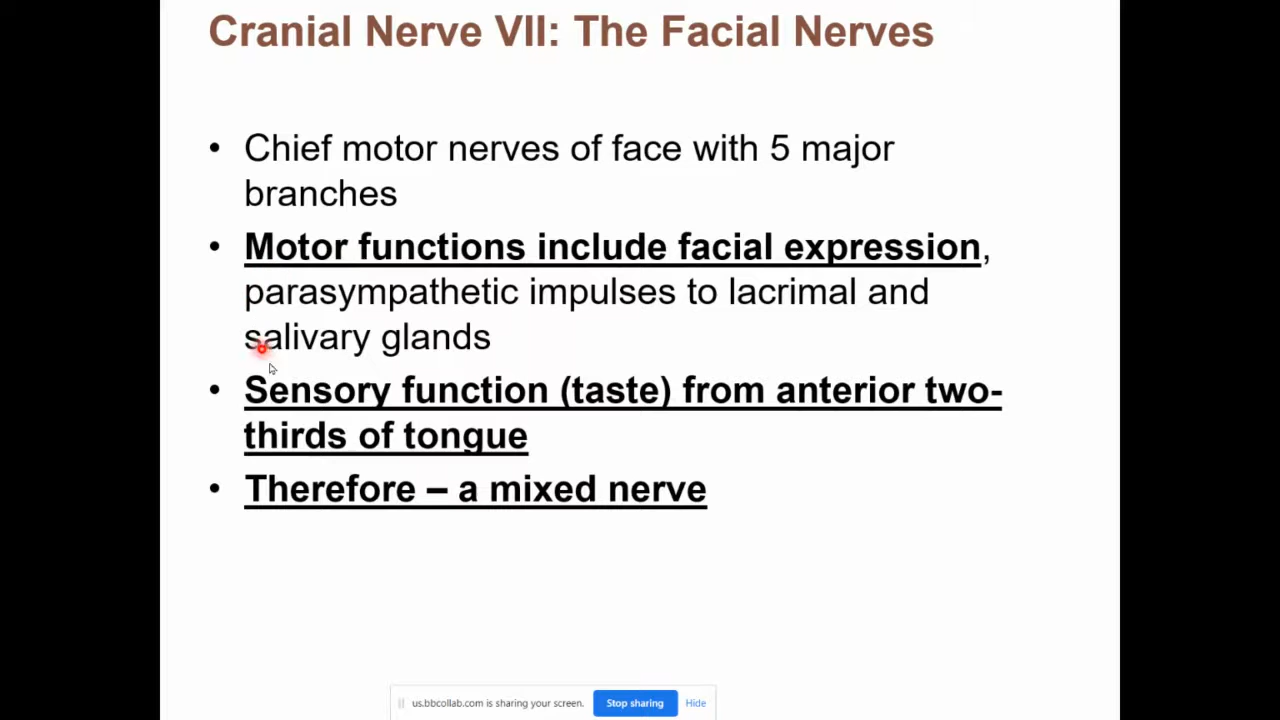 Cranial Nerve VII: The Facial Nerves
• Chief motor nerves of face with 5 major
branches
• Motor functions include facial expression,
parasympathetic impulses to lacrimal and
salivary glands
• Sensory function (taste) from anterior two-
thirds of tongue
• Therefore – a mixed nerve
us.bbcollab.com is sharing your screen. Stop sharing Hide